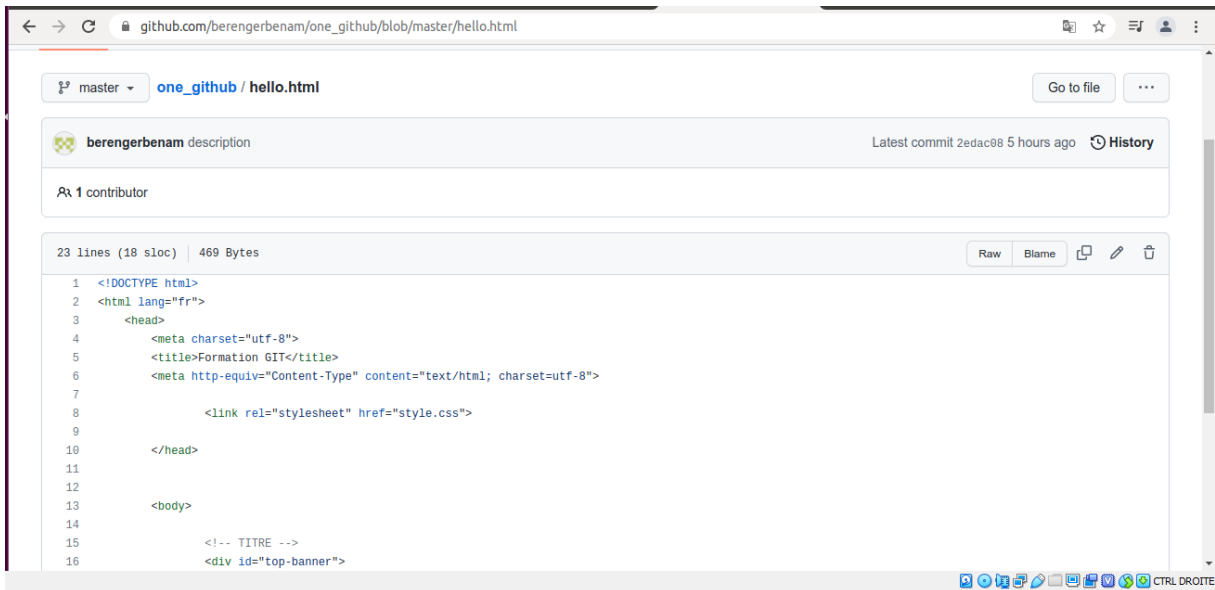 github.com/berengerbenam/one_github/blob/master/hello.html
master one_github / hello.html Go to file ...
berengerbenam description Latest commit 2edac08 5 hours ago History
1 contributor
23 lines (18 sloc) 469 Bytes Raw Blame
1 <!DOCTYPE html>
2 <html lang="fr">
3 <head>
4 <meta charset="utf-8">
5 <title>Formation GIT</title>
6 <meta http-equiv="Content-Type" content="text/html; charset=utf-8">
7
8 <link rel="stylesheet" href="style.css">
9
10 </head>
11
12
13 <body>
14
15 <!-- TITRE -->
16 <div id="top-banner">
CTRL DROITE